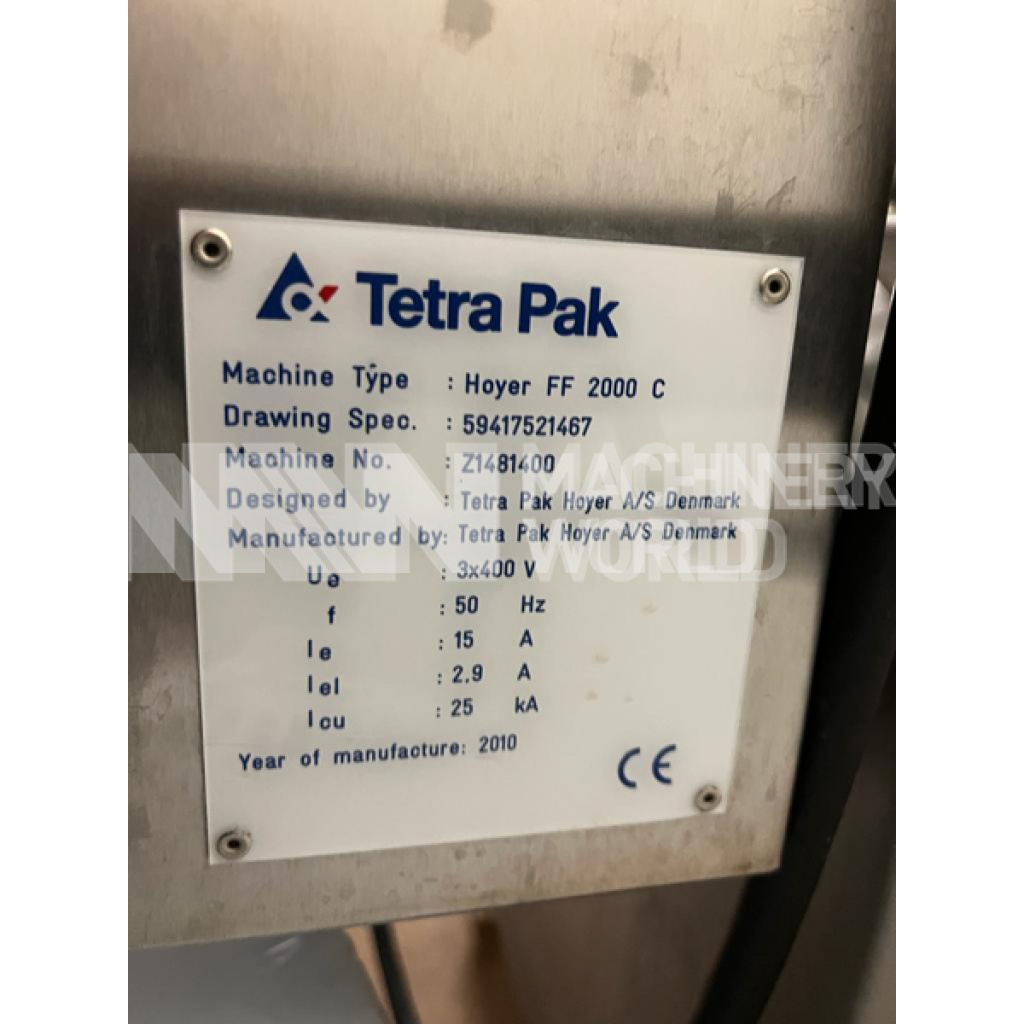 Tetra Pak
Machine Type : Hoyer FF 2000 C
Drawing Spec. : 59417521467
Machine No. : Z1481400
Designed by : Tetra Pak Hoyer A/S Denmark
Manufactured by: Tetra Pak Hoyer A/S Denmark
Ue : 3x400 V
f : 50 Hz
Ie : 15 A
Iel : 2.9 A
Icu : 25 kA
Year of manufacture: 2010
CE
MACHINERY
WORLD